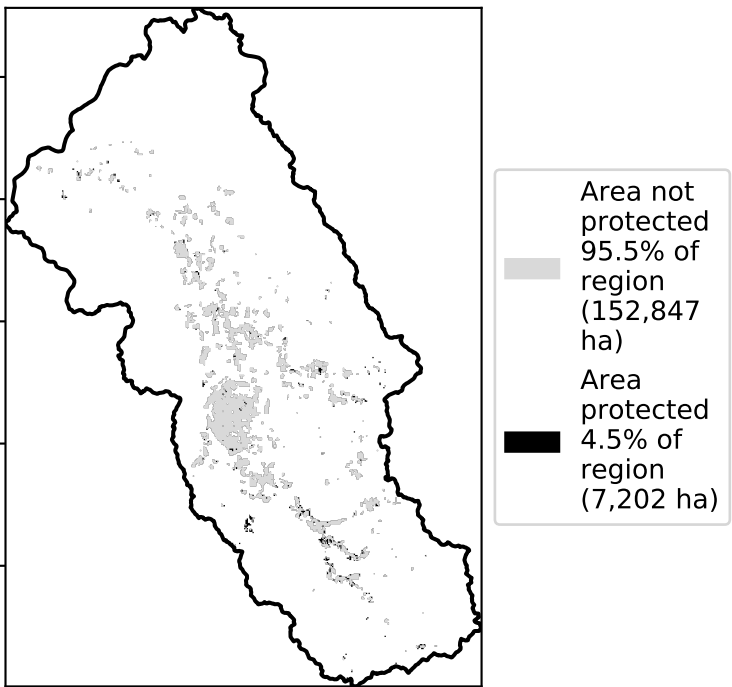 Area not
protected
95.5% of
region
(152,847
ha)
Area
protected
4.5% of
region
(7,202 ha)